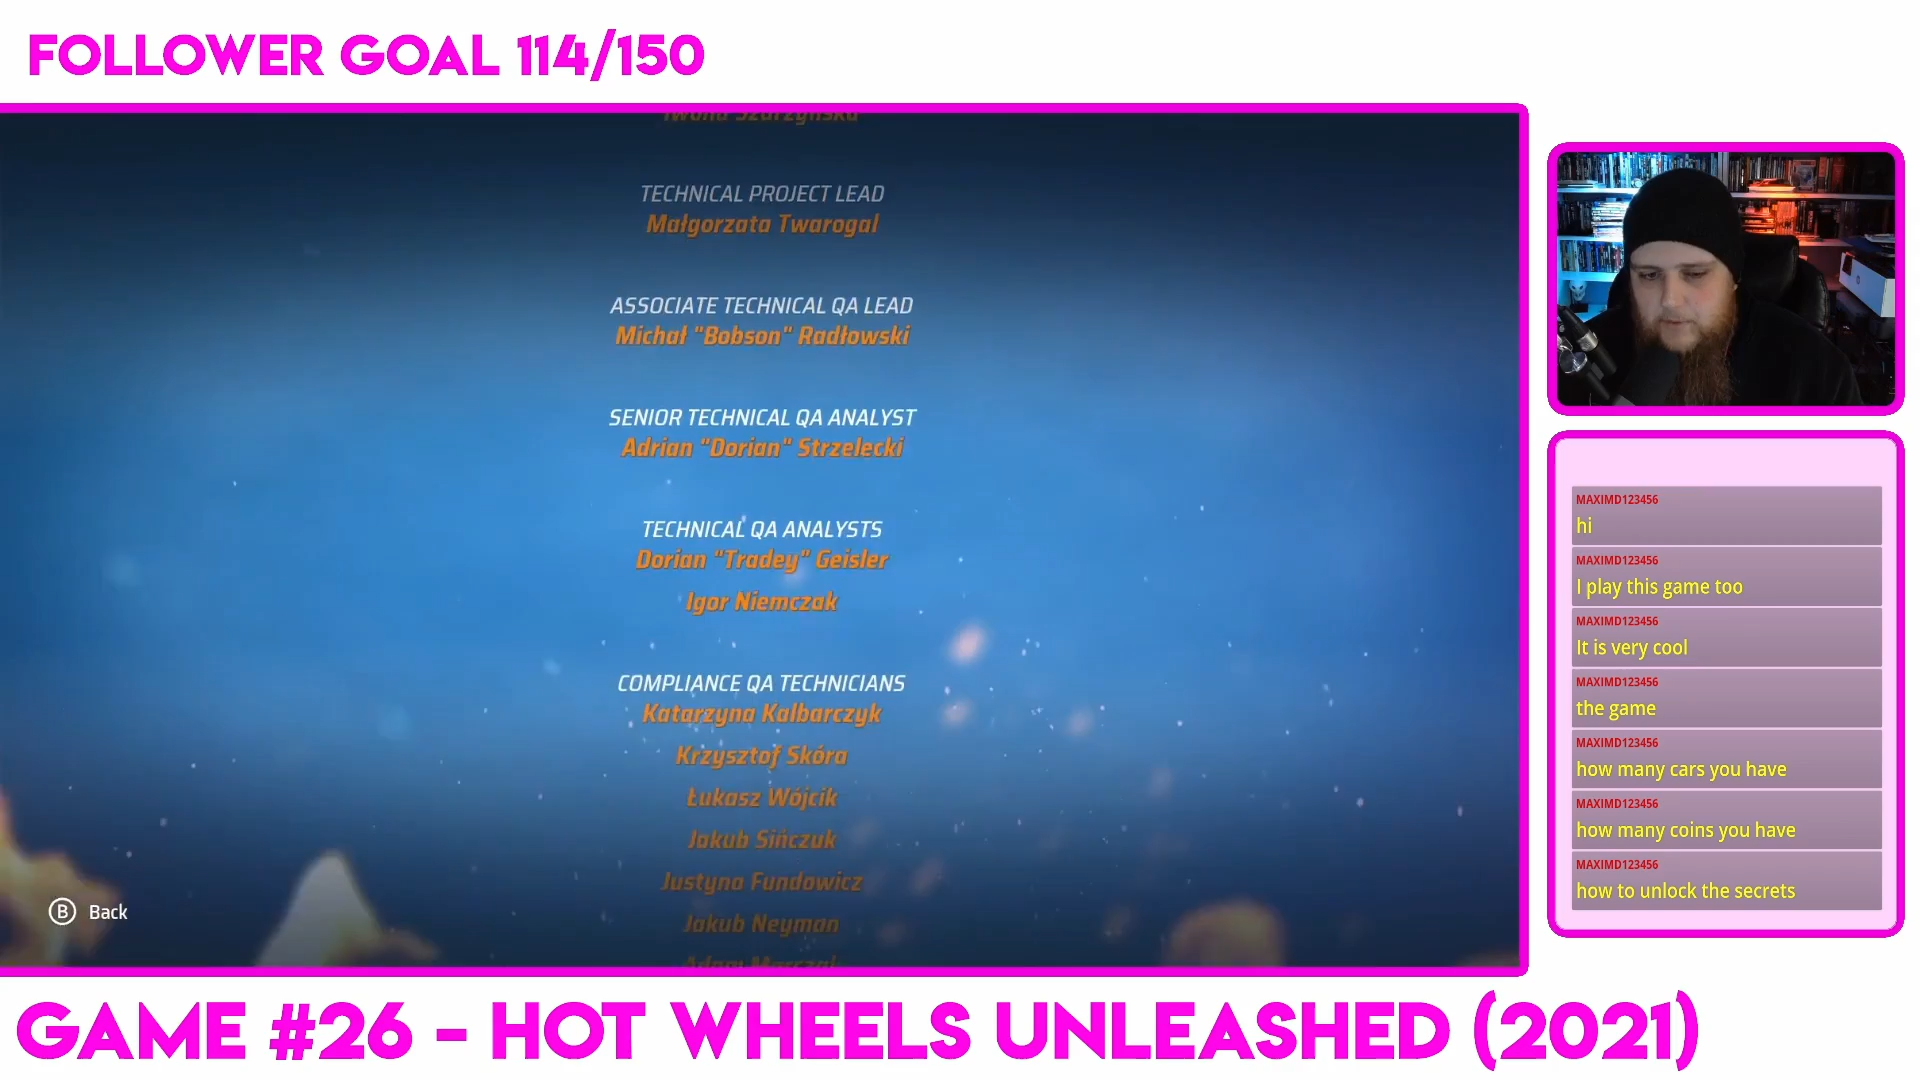 FOLLOWER GOAL 114/150
Iwona Szarzyńska
TECHNICAL PROJECT LEAD
Małgorzata Twarogal
ASSOCIATE TECHNICAL QA LEAD
Michał "Bobson" Radłowski
SENIOR TECHNICAL QA ANALYST
Adrian "Dorian" Strzelecki
TECHNICAL QA ANALYSTS
Dorian "Tradey" Geisler
Igor Niemczak
COMPLIANCE QA TECHNICIANS
Katarzyna Kalbarczyk
Krzysztof Skóra
Łukasz Wójcik
Jakub Sińczuk
Justyna Fundowicz
Jakub Neyman
Adam
B Back
MAXIMD123456
hi
MAXIMD123456
I play this game too
MAXIMD123456
It is very cool
MAXIMD123456
the game
MAXIMD123456
how many cars you have
MAXIMD123456
how many coins you have
MAXIMD123456
how to unlock the secrets
GAME #26 - HOT WHEELS UNLEASHED (2021)